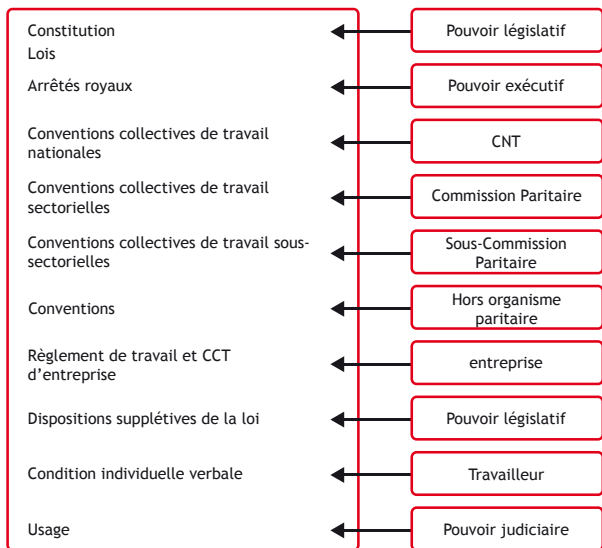 Constitution
Pouvoir législatif
Lois
Arrêtés royaux
Pouvoir exécutif
Conventions collectives de travail
nationales
CNT
Conventions collectives de travail
sectorielles
Commission Paritaire
Conventions collectives de travail sous-
sectorielles
Sous-Commission
Paritaire
Conventions
Hors organisme
paritaire
Règlement de travail et CCT
d’entreprise
entreprise
Dispositions supplétives de la loi
Pouvoir législatif
Condition individuelle verbale
Travailleur
Usage
Pouvoir judiciaire